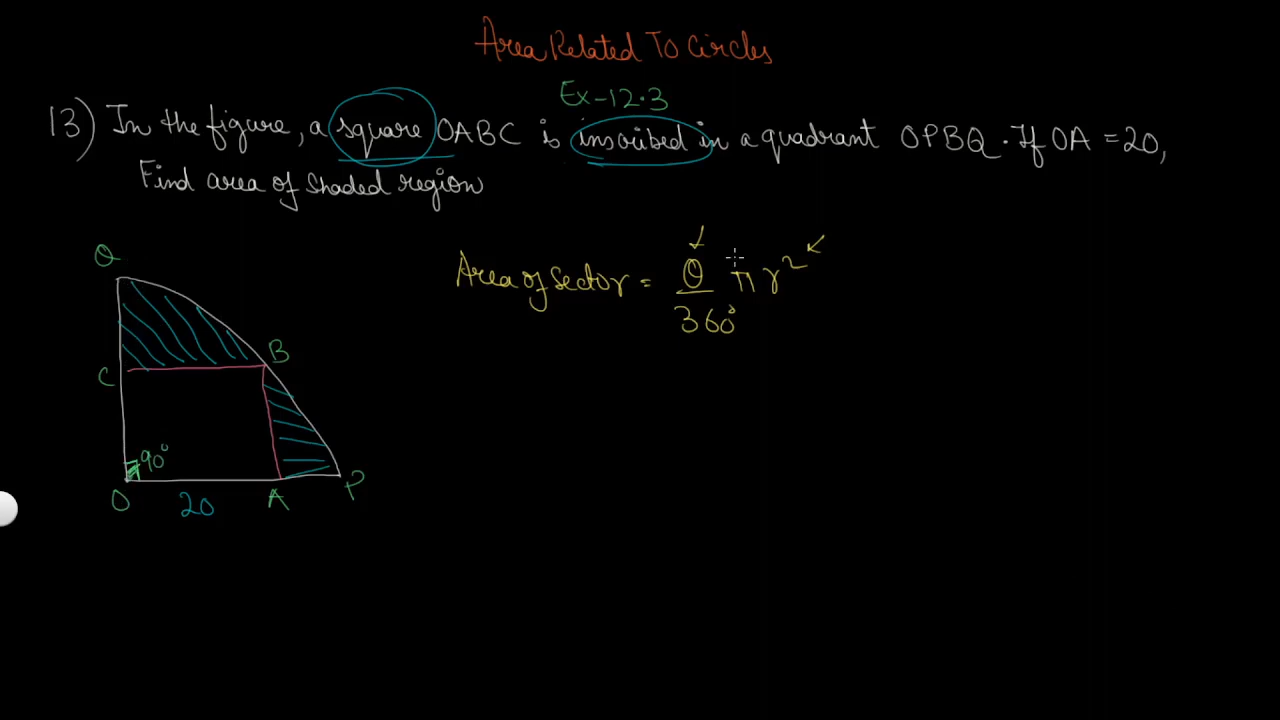 Area Related To Circles
Ex-12.3
13) In the figure, a square OABC is inscribed in a quadrant OPBQ. If OA = 20,
Find area of Shaded region
Q
Area of Sector = θ/360° πr²
B
C
90°
O 20 A P